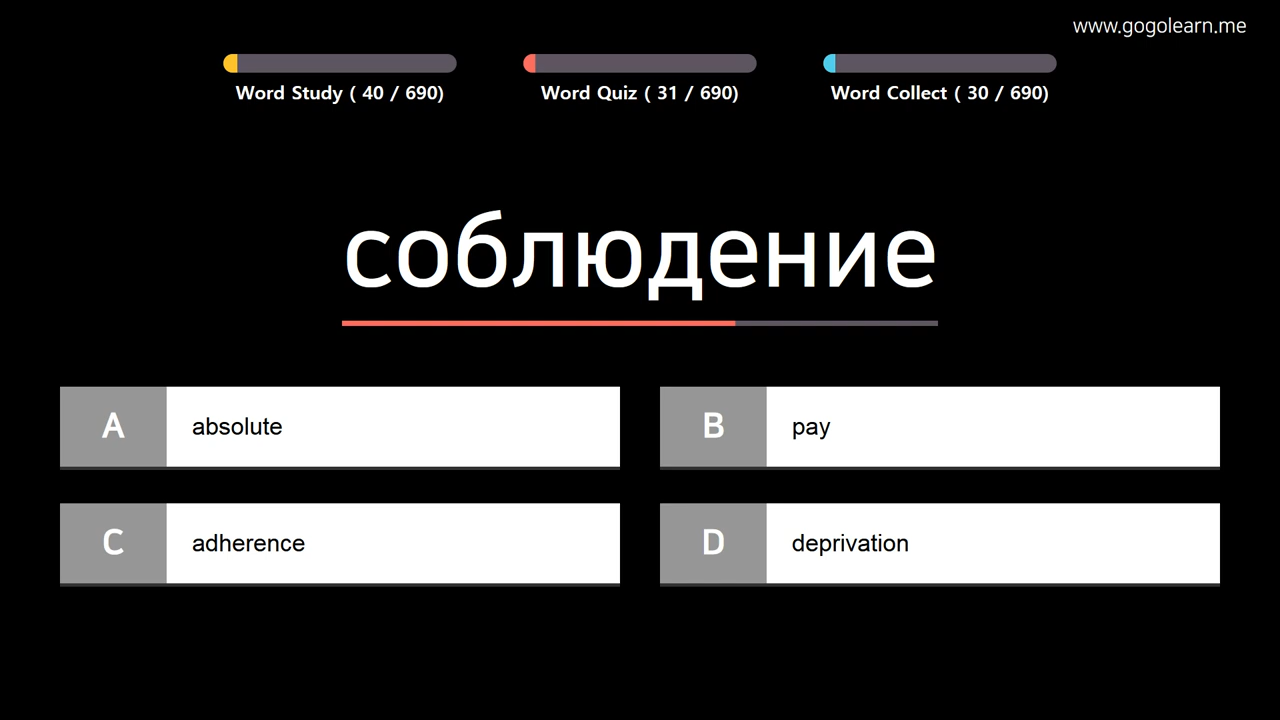 www.gogolearn.me
Word Study ( 40 / 690)
Word Quiz ( 31 / 690)
Word Collect ( 30 / 690)
соблюдение
A absolute
B pay
C adherence
D deprivation